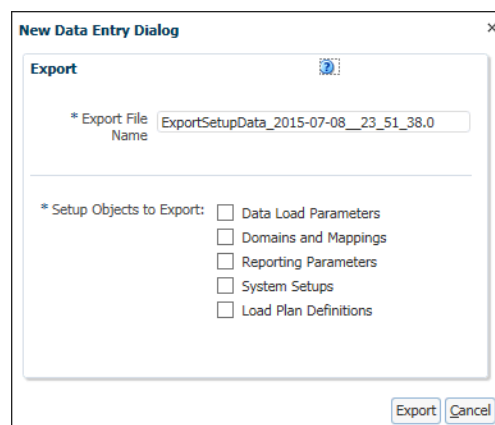 New Data Entry Dialog
Export
* Export File Name
ExportSetupData_2015-07-08__23_51_38.0
* Setup Objects to Export:
Data Load Parameters
Domains and Mappings
Reporting Parameters
System Setups
Load Plan Definitions
Export
Cancel